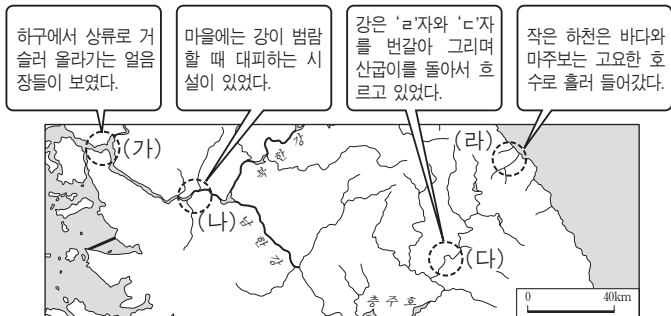 하구에서 상류로 거
슬러 올라가는 얼음
장들이 보였다.
마을에는 강이 범람
할 때 대피하는 시
설이 있었다.
강은 ‘ㄹ’자와 ‘ㄷ’자
를 번갈아 그리며
산굽이를 돌아서 흐
르고 있었다.
작은 하천은 바다와
마주보는 고요한 호
수로 흘러 들어갔다.
(가)
(나)
(다)
(라)
북한강
남한강
충주호
0 40km